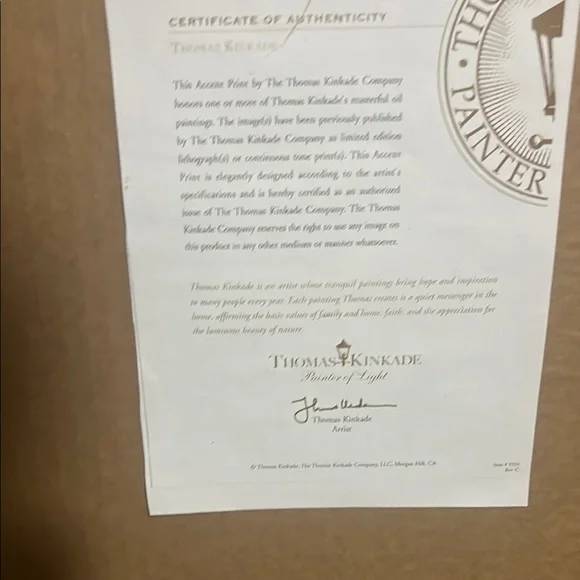 CERTIFICATE OF AUTHENTICITY
THOMAS KINKADE
This Accent Print by The Thomas Kinkade Company
honors one or more of Thomas Kinkade's masterful oil
paintings. The image(s) have been previously published
by The Thomas Kinkade Company as limited edition
lithograph(s) or continuous tone print(s). This Accent
Print is elegantly designed according to the artist's
specifications and is hereby certified as an authorized
issue of The Thomas Kinkade Company. The Thomas
Kinkade Company reserves the right to use any image on
this product in any other medium or manner whatsoever.
Thomas Kinkade is an artist whose tranquil paintings bring hope and inspiration
to many people every year. Each painting Thomas creates is a quiet messenger in the
home, affirming the basic values of family and home, faith, and the appreciation for
the luminous beauty of nature.
THOMAS KINKADE
Painter of Light
Thomas Kinkade
Artist
© Thomas Kinkade, The Thomas Kinkade Company, LLC, Morgan Hill, CA
Rev. C
• THO
PAINTER